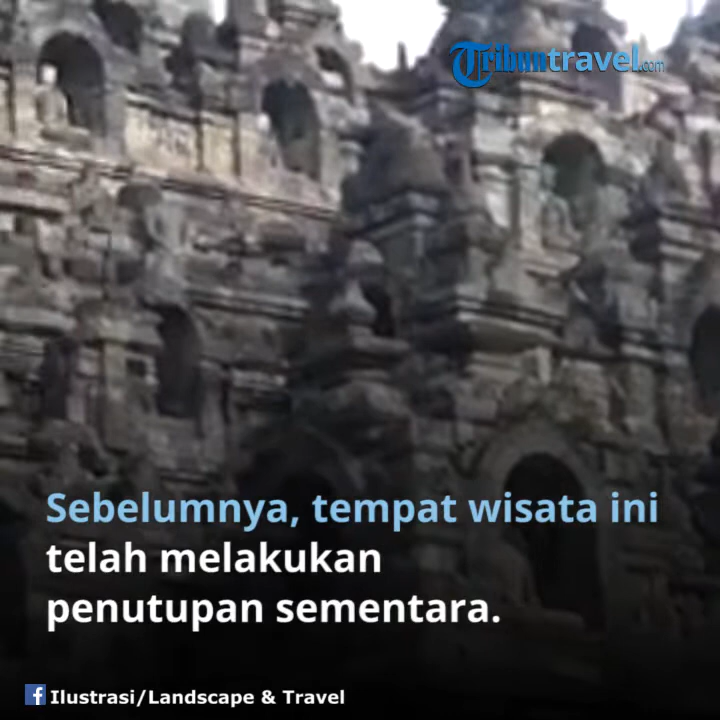 Tribuntravel.com
Sebelumnya, tempat wisata ini
telah melakukan
penutupan sementara.
Ilustrasi/Landscape & Travel